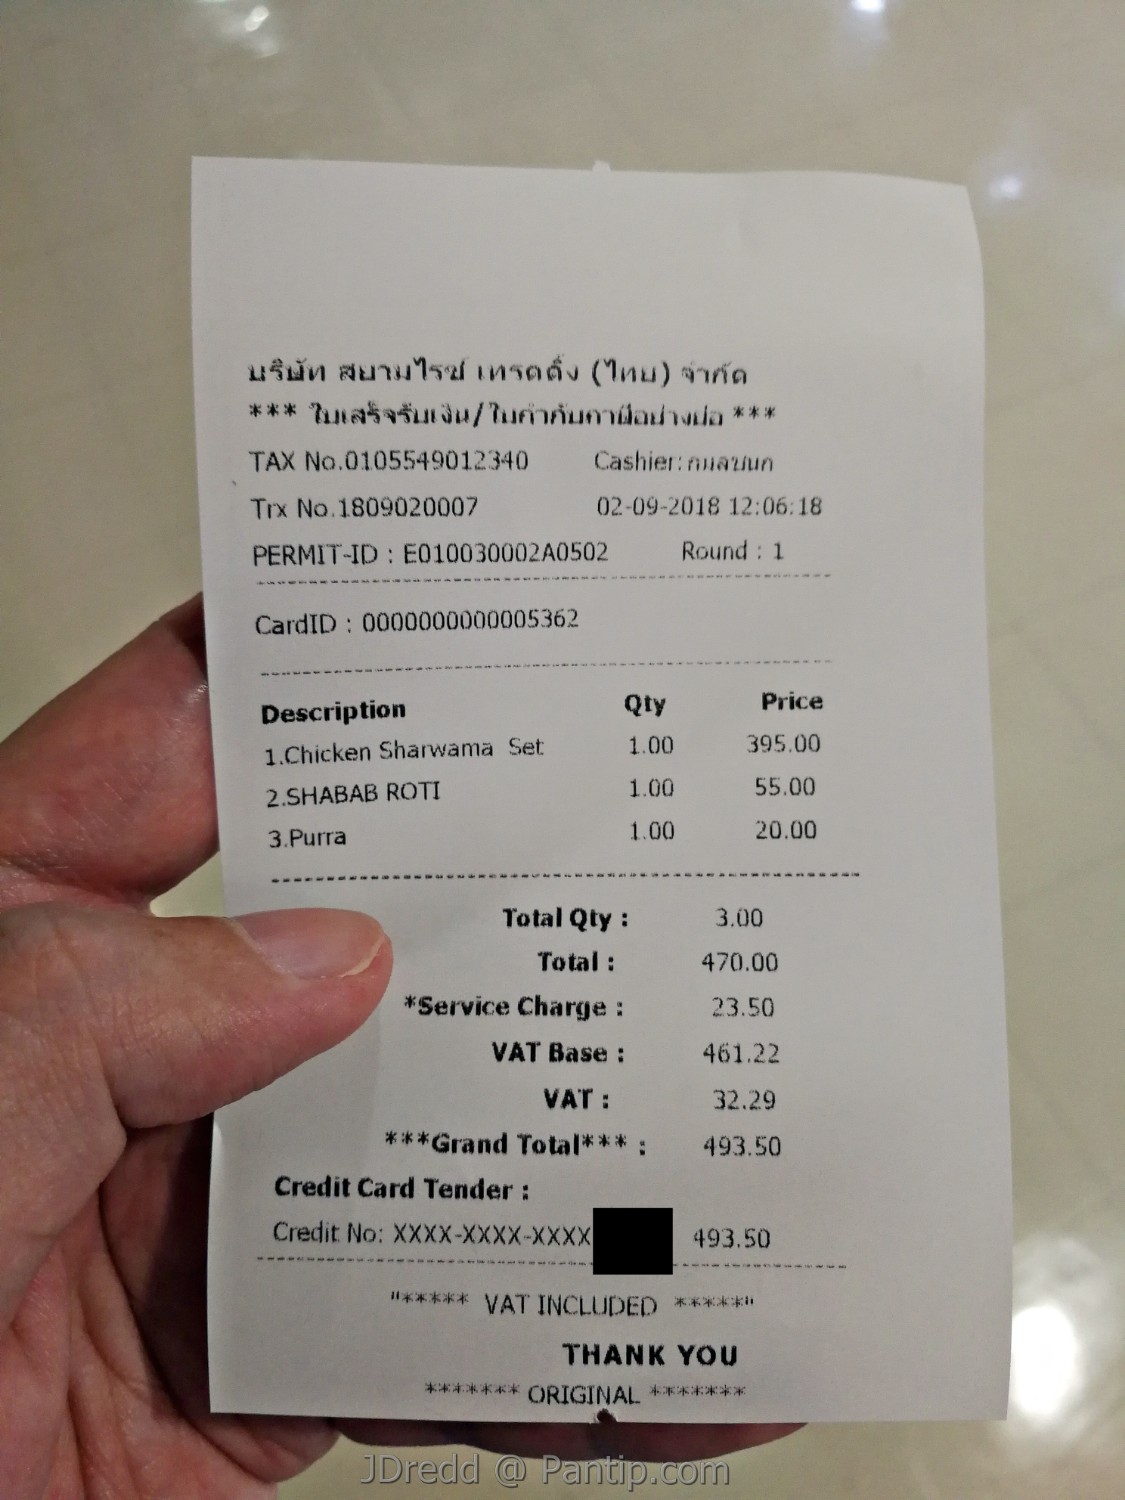 บริษัท สยามไรซ์ เทรดดิ้ง (ไทย) จำกัด
*** ใบเสร็จรับเงิน/ใบกำกับภาษีอย่างย่อ ***
TAX No.0105549012340 Cashier:กมลชนก
Trx No.1809020007 02-09-2018 12:06:18
PERMIT-ID : E010030002A0502 Round : 1
CardID : 0000000000005362
Description Qty Price
1.Chicken Sharwama Set 1.00 395.00
2.SHABAB ROTI 1.00 55.00
3.Purra 1.00 20.00
Total Qty : 3.00
Total : 470.00
*Service Charge : 23.50
VAT Base : 461.22
VAT : 32.29
***Grand Total*** : 493.50
Credit Card Tender :
Credit No: XXXX-XXXX-XXXX 493.50
"***** VAT INCLUDED *****"
THANK YOU
******* ORIGINAL *******
JDredd @ Pantip.com